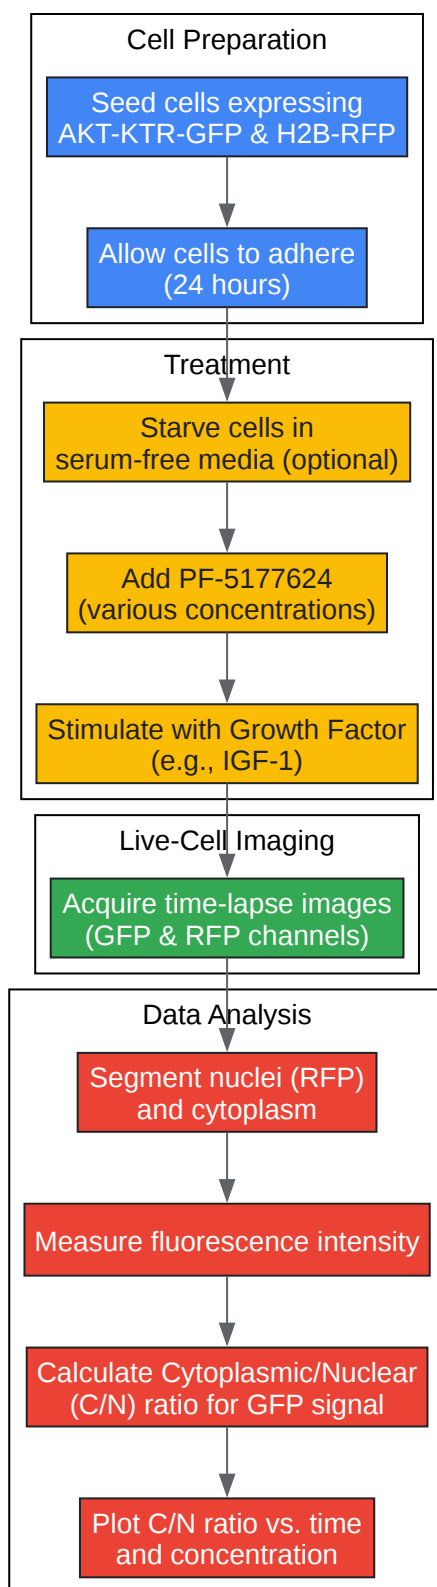 Cell Preparation
Seed cells expressing
AKT-KTR-GFP & H2B-RFP
Allow cells to adhere
(24 hours)
Treatment
Starve cells in
serum-free media (optional)
Add PF-5177624
(various concentrations)
Stimulate with Growth Factor
(e.g., IGF-1)
Live-Cell Imaging
Acquire time-lapse images
(GFP & RFP channels)
Data Analysis
Segment nuclei (RFP)
and cytoplasm
Measure fluorescence intensity
Calculate Cytoplasmic/Nuclear
(C/N) ratio for GFP signal
Plot C/N ratio vs. time
and concentration